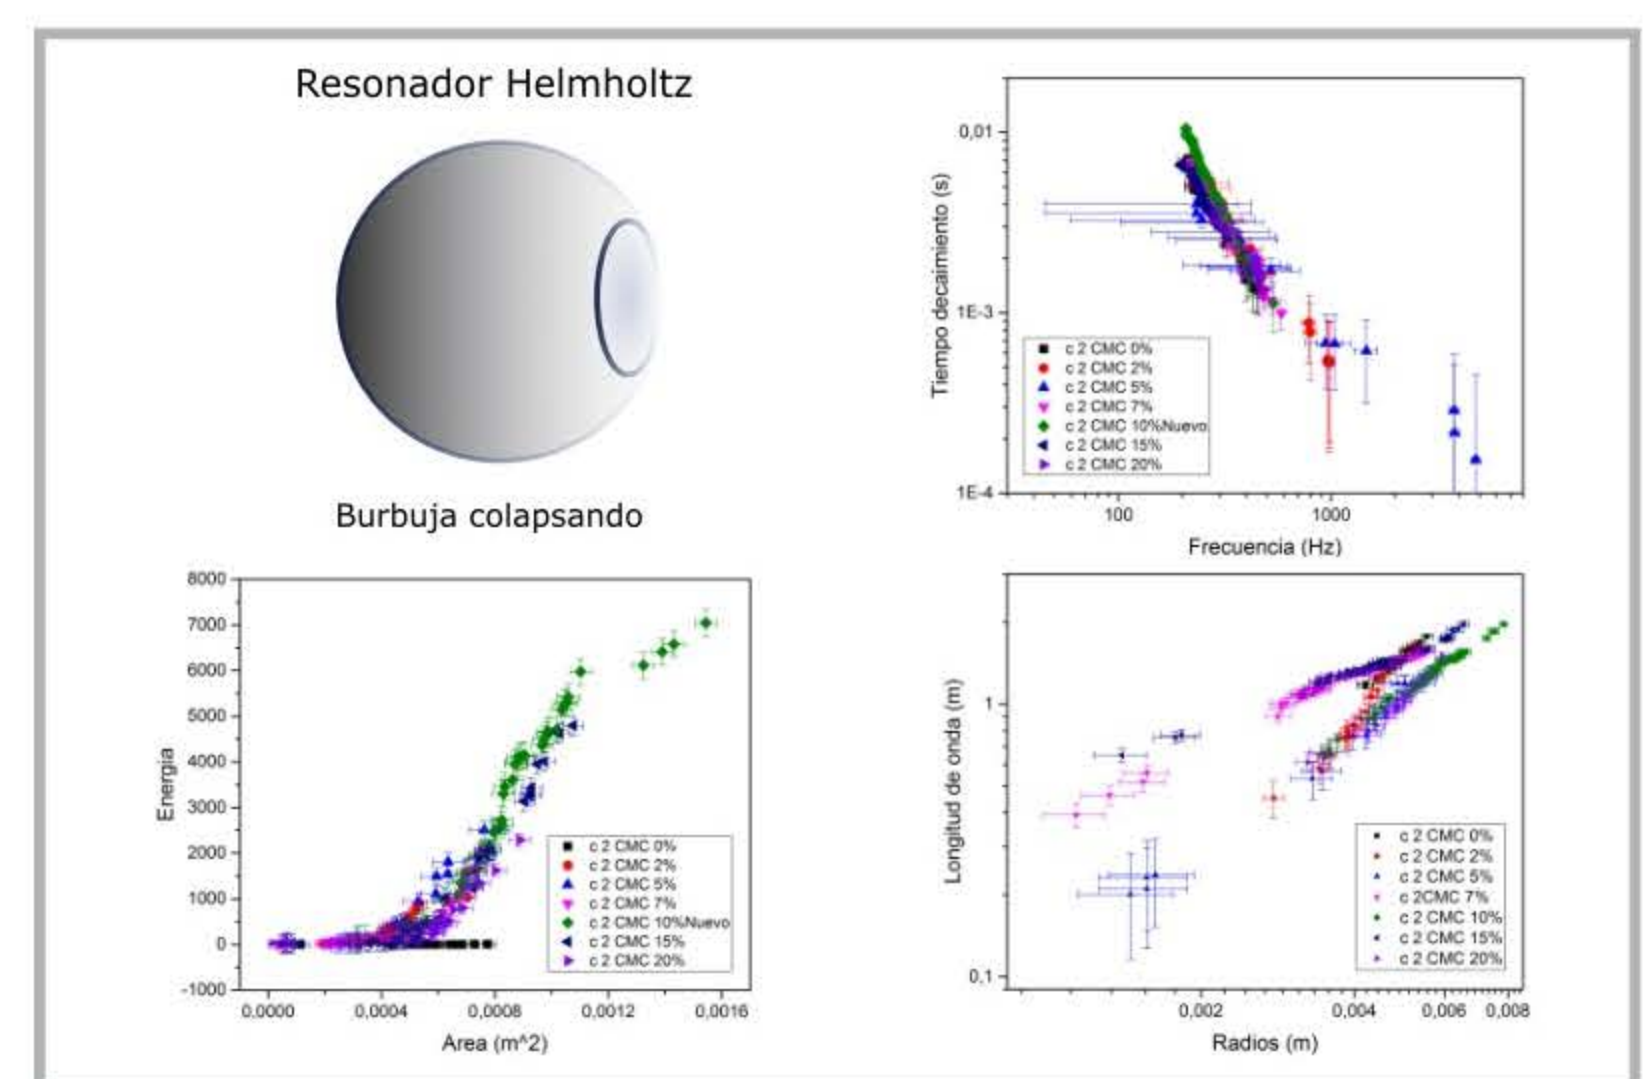 Resonador Helmholtz
Burbuja colapsando
Tiempo decaimiento (s)
0,01
1E-3
1E-4
c 2 CMC 0%
c 2 CMC 2%
c 2 CMC 5%
c 2 CMC 7%
c 2 CMC 10%Nuevo
c 2 CMC 15%
c 2 CMC 20%
100 1000
Frecuencia (Hz)
Energia
8000
7000
6000
5000
4000
3000
2000
1000
0
-1000
c 2 CMC 0%
c 2 CMC 2%
c 2 CMC 5%
c 2 CMC 7%
c 2 CMC 10%Nuevo
c 2 CMC 15%
c 2 CMC 20%
0,0000 0,0004 0,0008 0,0012 0,0016
Area (m^2)
Longitud de onda (m)
1
0,1
c 2 CMC 0%
c 2 CMC 2%
c 2 CMC 5%
c 2CMC 7%
c 2 CMC 10%
c 2 CMC 15%
c 2 CMC 20%
0,002 0,004 0,006 0,008
Radios (m)